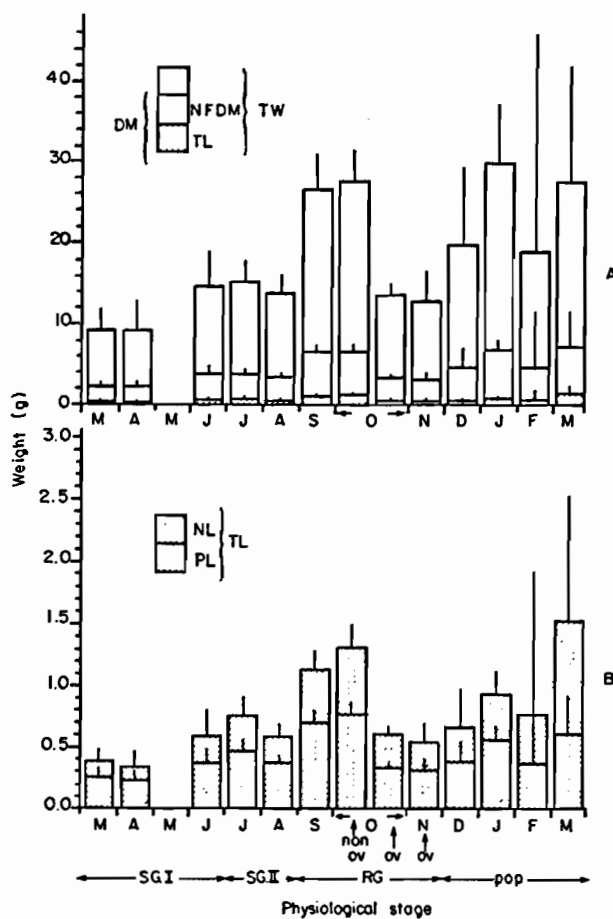 40
30
20
10
0
DM { NFDM } TW
TL
A
M A M J J A S O N D J F M
Weight (g)
3.0
2.5
2.0
1.5
1.0
0.5
0.0
NL } TL
PL
B
M A M J J A S O N D J F M
non ov
ov
ov
SG.I SG.II RG pop
Physiological stage